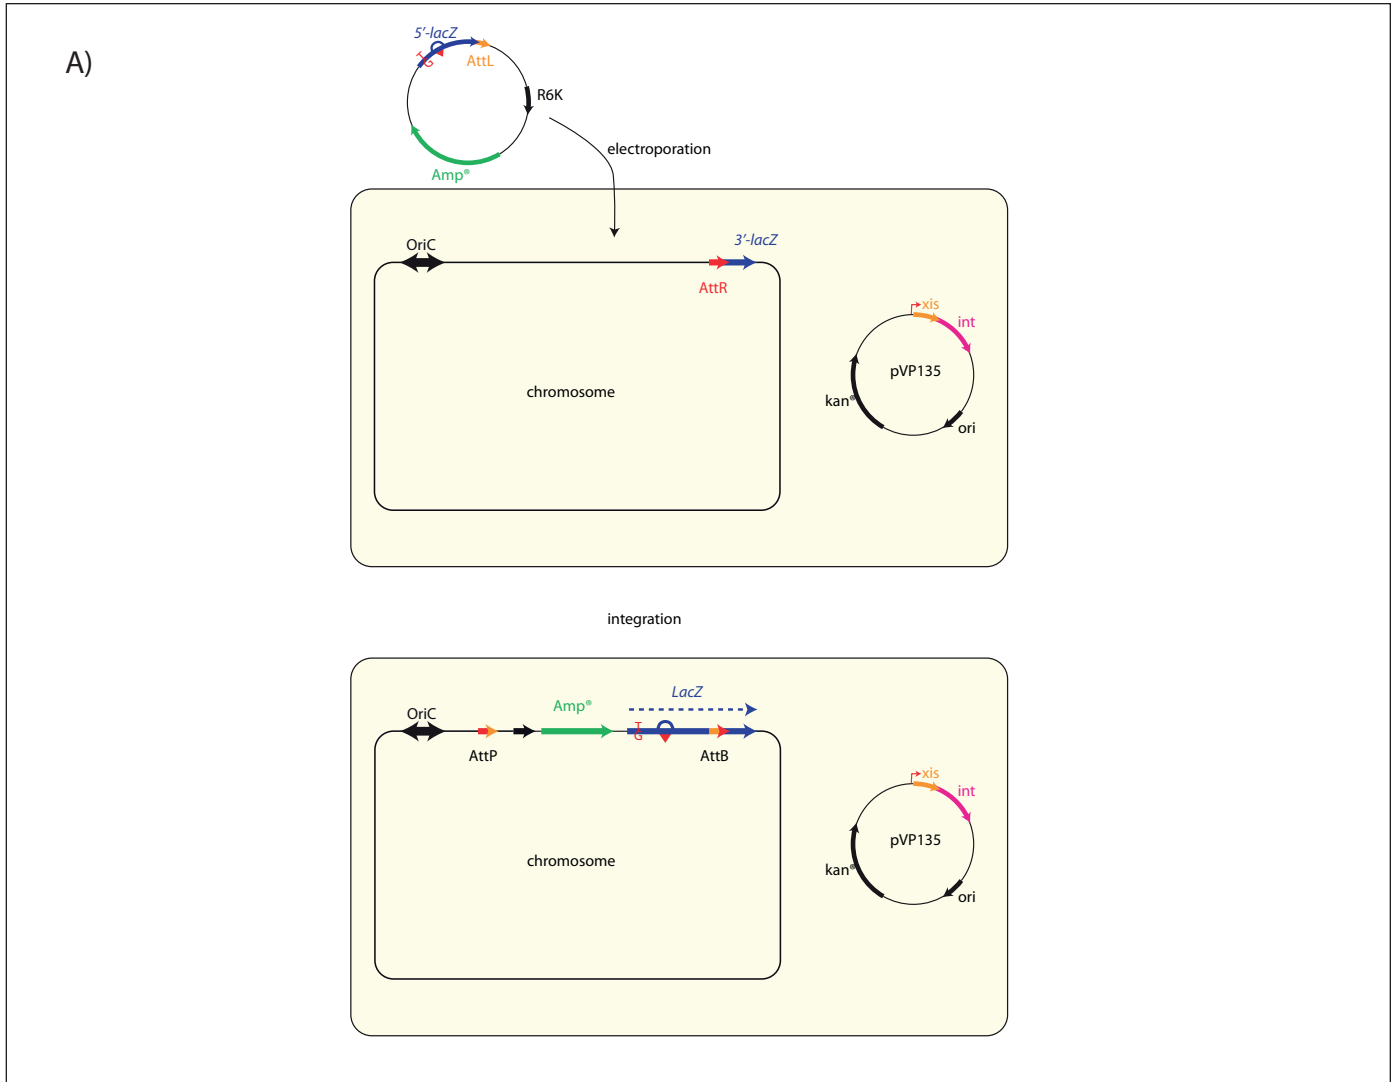 A)
5'-lacZ
TG
AttL
R6K
electroporation
Amp®
OriC
3'-lacZ
AttR
xis
int
pVP135
chromosome
kan®
ori
integration
LacZ
Amp®
OriC
T
G
AttP
AttB
xis
int
pVP135
chromosome
kan®
ori